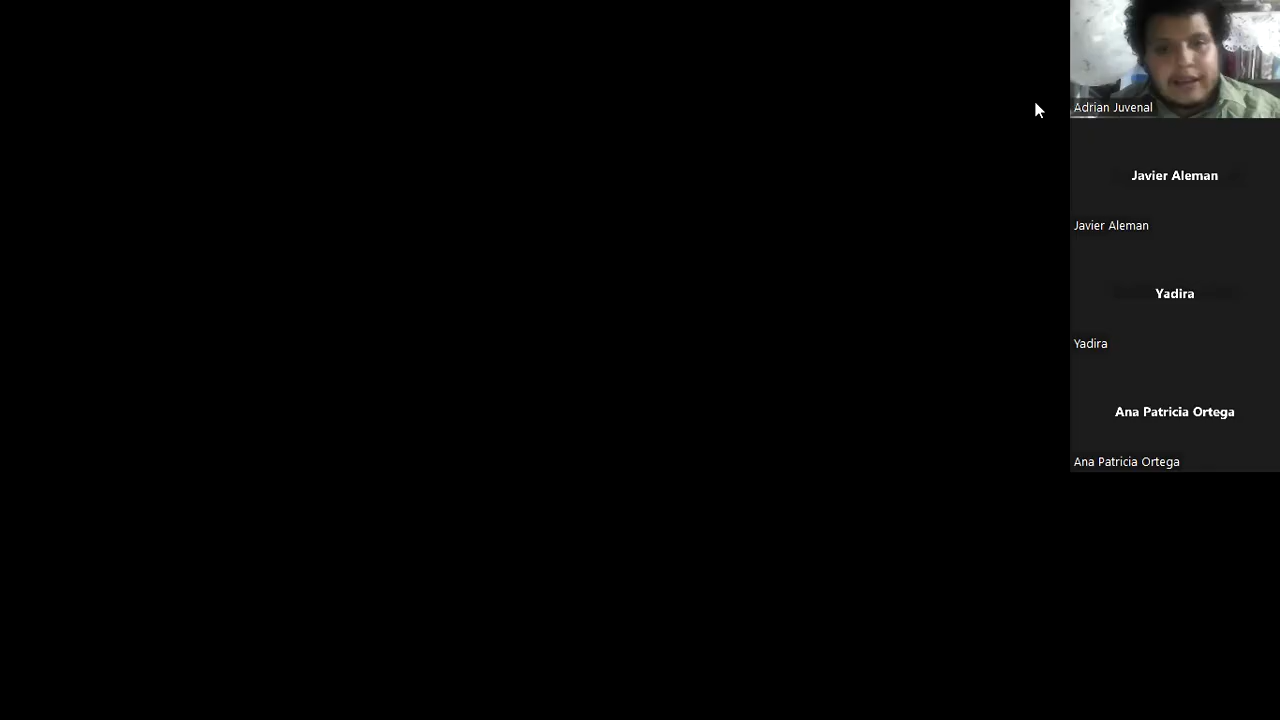 Adrian Juvenal
Javier Aleman
Javier Aleman
Yadira
Yadira
Ana Patricia Ortega
Ana Patricia Ortega